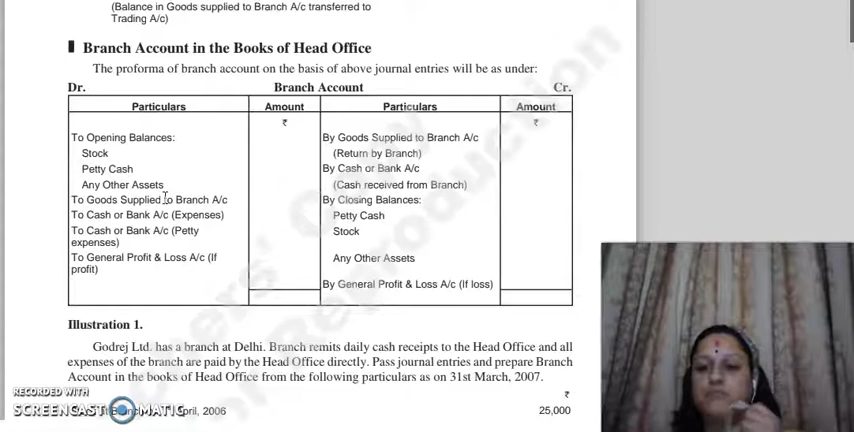 (Balance in Goods supplied to Branch A/c transferred to
Trading A/c)
Branch Account in the Books of Head Office
The proforma of branch account on the basis of above journal entries will be as under:
Dr. Branch Account Cr.
Particulars Amount Particulars Amount
₹ ₹
To Opening Balances: By Goods Supplied to Branch A/c
Stock (Return by Branch)
Petty Cash By Cash or Bank A/c
Any Other Assets (Cash received from Branch)
To Goods Supplied to Branch A/c By Closing Balances:
To Cash or Bank A/c (Expenses) Petty Cash
To Cash or Bank A/c (Petty Stock
expenses)
To General Profit & Loss A/c (If Any Other Assets
profit)
By General Profit & Loss A/c (If loss)
Illustration 1.
Godrej Ltd. has a branch at Delhi. Branch remits daily cash receipts to the Head Office and all
expenses of the branch are paid by the Head Office directly. Pass journal entries and prepare Branch
Account in the books of Head Office from the following particulars as on 31st March, 2007.
₹
2006 25,000
RECORDED WITH
SCREENCAST MATIC